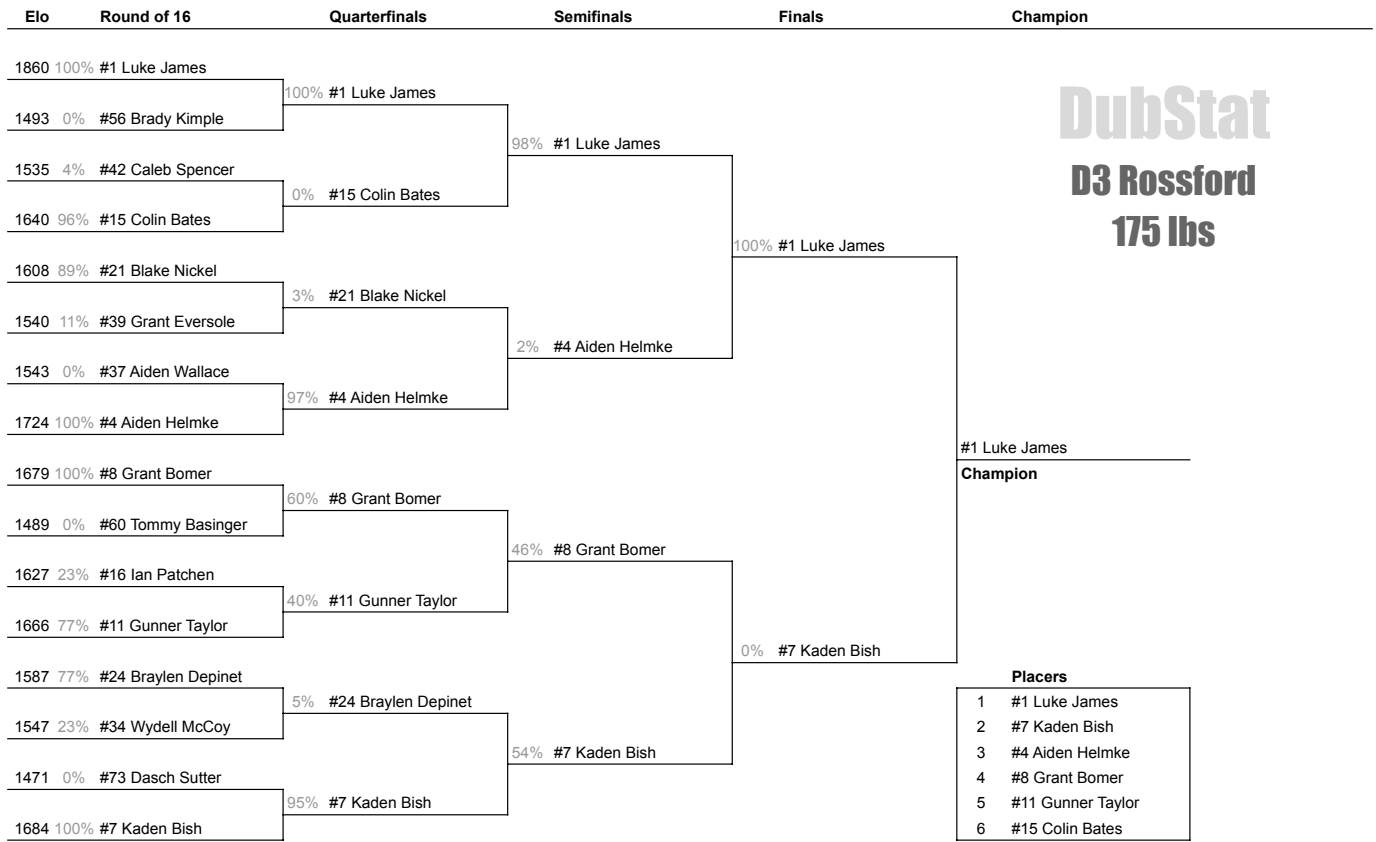 Elo Round of 16 Quarterfinals Semifinals Finals Champion
1860 100% #1 Luke James
100% #1 Luke James
1493 0% #56 Brady Kimple
98% #1 Luke James
1535 4% #42 Caleb Spencer
0% #15 Colin Bates
1640 96% #15 Colin Bates
100% #1 Luke James
1608 89% #21 Blake Nickel
3% #21 Blake Nickel
1540 11% #39 Grant Eversole
2% #4 Aiden Helmke
1543 0% #37 Aiden Wallace
97% #4 Aiden Helmke
1724 100% #4 Aiden Helmke
#1 Luke James
Champion
1679 100% #8 Grant Bomer
60% #8 Grant Bomer
1489 0% #60 Tommy Basinger
46% #8 Grant Bomer
1627 23% #16 Ian Patchen
40% #11 Gunner Taylor
1666 77% #11 Gunner Taylor
0% #7 Kaden Bish
1587 77% #24 Braylen Depinet
5% #24 Braylen Depinet
1547 23% #34 Wydell McCoy
54% #7 Kaden Bish
1471 0% #73 Dasch Sutter
95% #7 Kaden Bish
1684 100% #7 Kaden Bish
DubStat
D3 Rossford
175 lbs
Placers
1 #1 Luke James
2 #7 Kaden Bish
3 #4 Aiden Helmke
4 #8 Grant Bomer
5 #11 Gunner Taylor
6 #15 Colin Bates